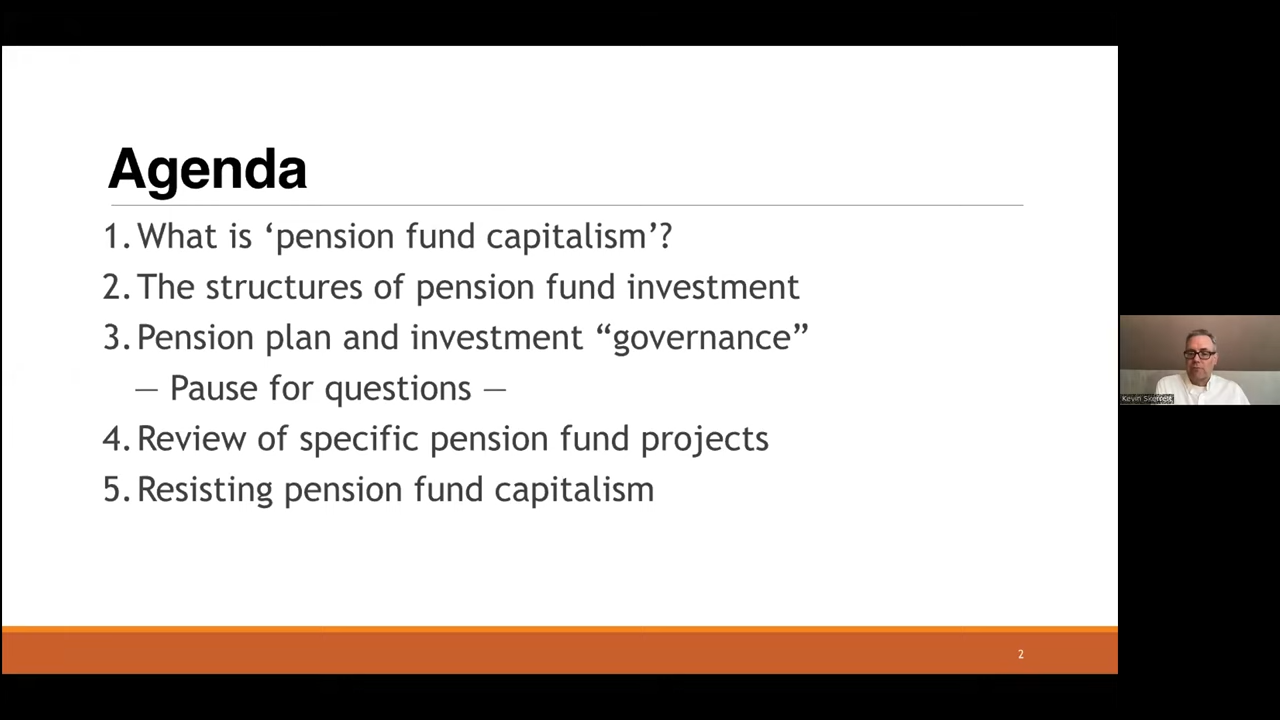 Agenda
1. What is ‘pension fund capitalism’?
2. The structures of pension fund investment
3. Pension plan and investment “governance”
— Pause for questions —
4. Review of specific pension fund projects
5. Resisting pension fund capitalism
2
Kevin